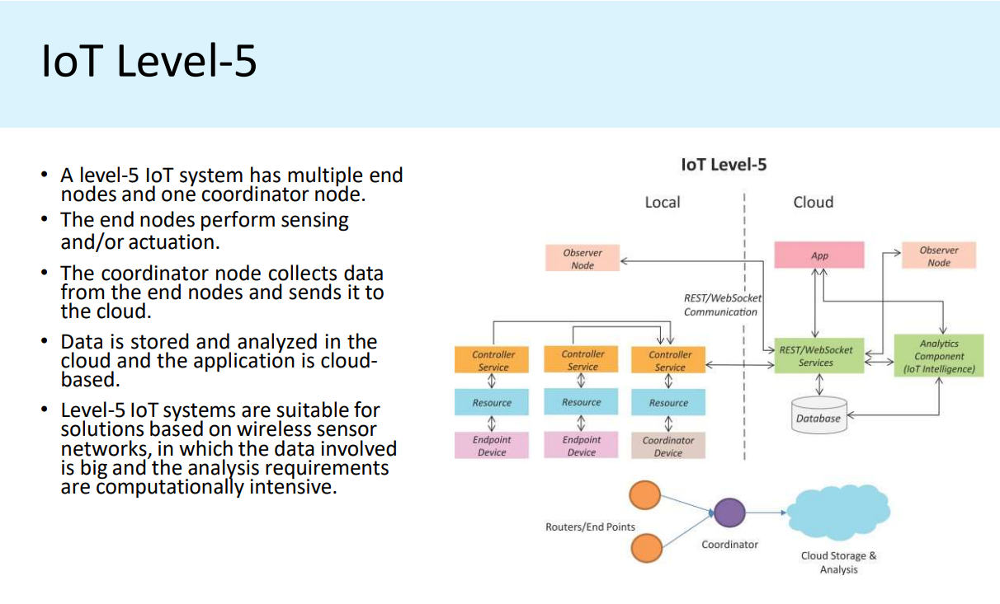 IoT Level-5
• A level-5 IoT system has multiple end
nodes and one coordinator node.
• The end nodes perform sensing
and/or actuation.
• The coordinator node collects data
from the end nodes and sends it to
the cloud.
• Data is stored and analyzed in the
cloud and the application is cloud-
based.
• Level-5 IoT systems are suitable for
solutions based on wireless sensor
networks, in which the data involved
is big and the analysis requirements
are computationally intensive.
IoT Level-5
Local
Cloud
Observer
Node
App
Observer
Node
REST/WebSocket
Communication
Controller
Service
Controller
Service
Controller
Service
REST/WebSocket
Services
Analytics
Component
(IoT Intelligence)
Resource
Resource
Resource
Database
Endpoint
Device
Endpoint
Device
Coordinator
Device
Routers/End Points
Coordinator
Cloud Storage &
Analysis